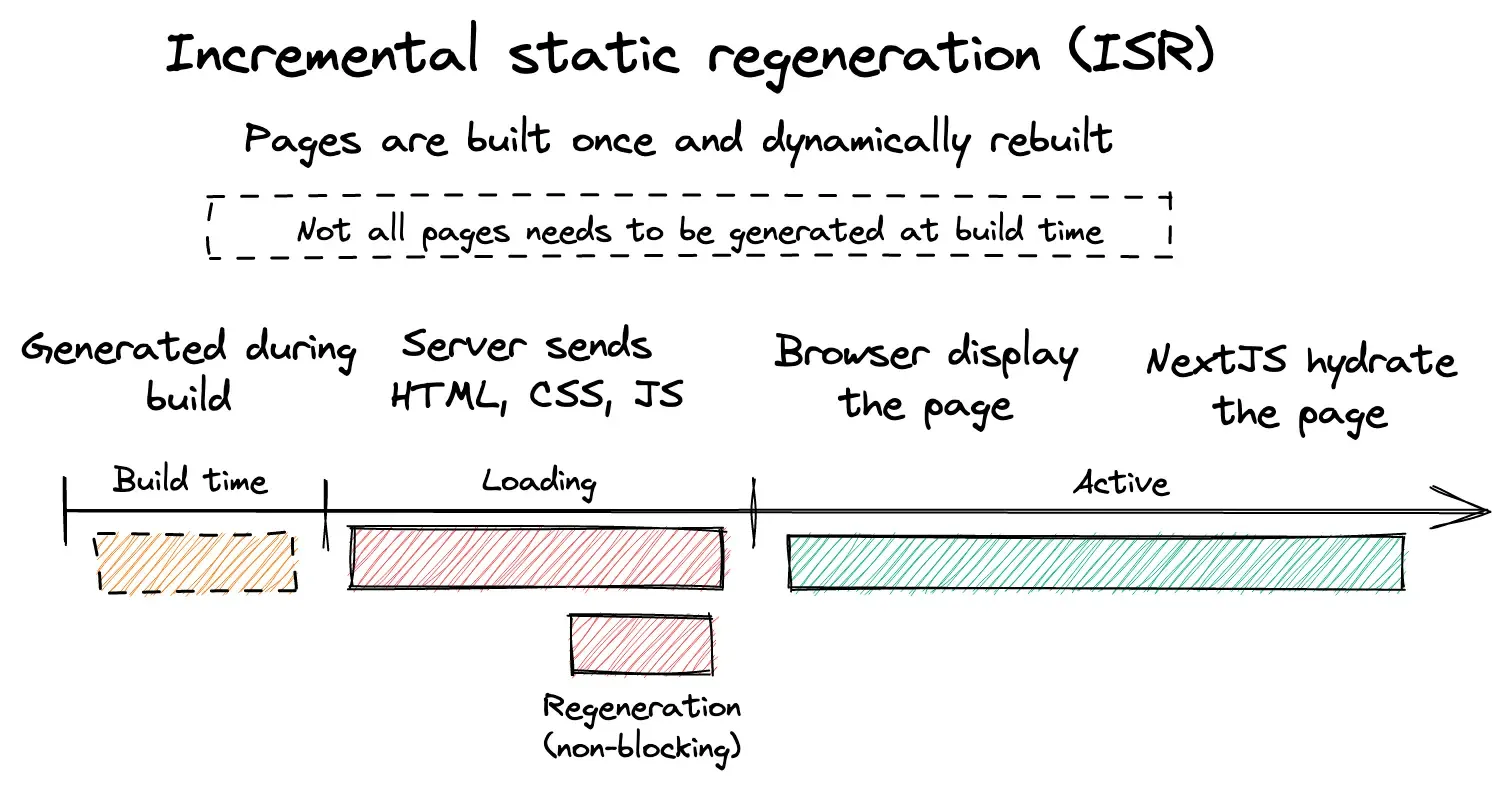 Incremental static regeneration (ISR)
Pages are built once and dynamically rebuilt
Not all pages needs to be generated at build time
Generated during
build
Server sends
HTML, CSS, JS
Browser display
the page
NextJS hydrate
the page
Build time
Loading
Active
Regeneration
(non-blocking)